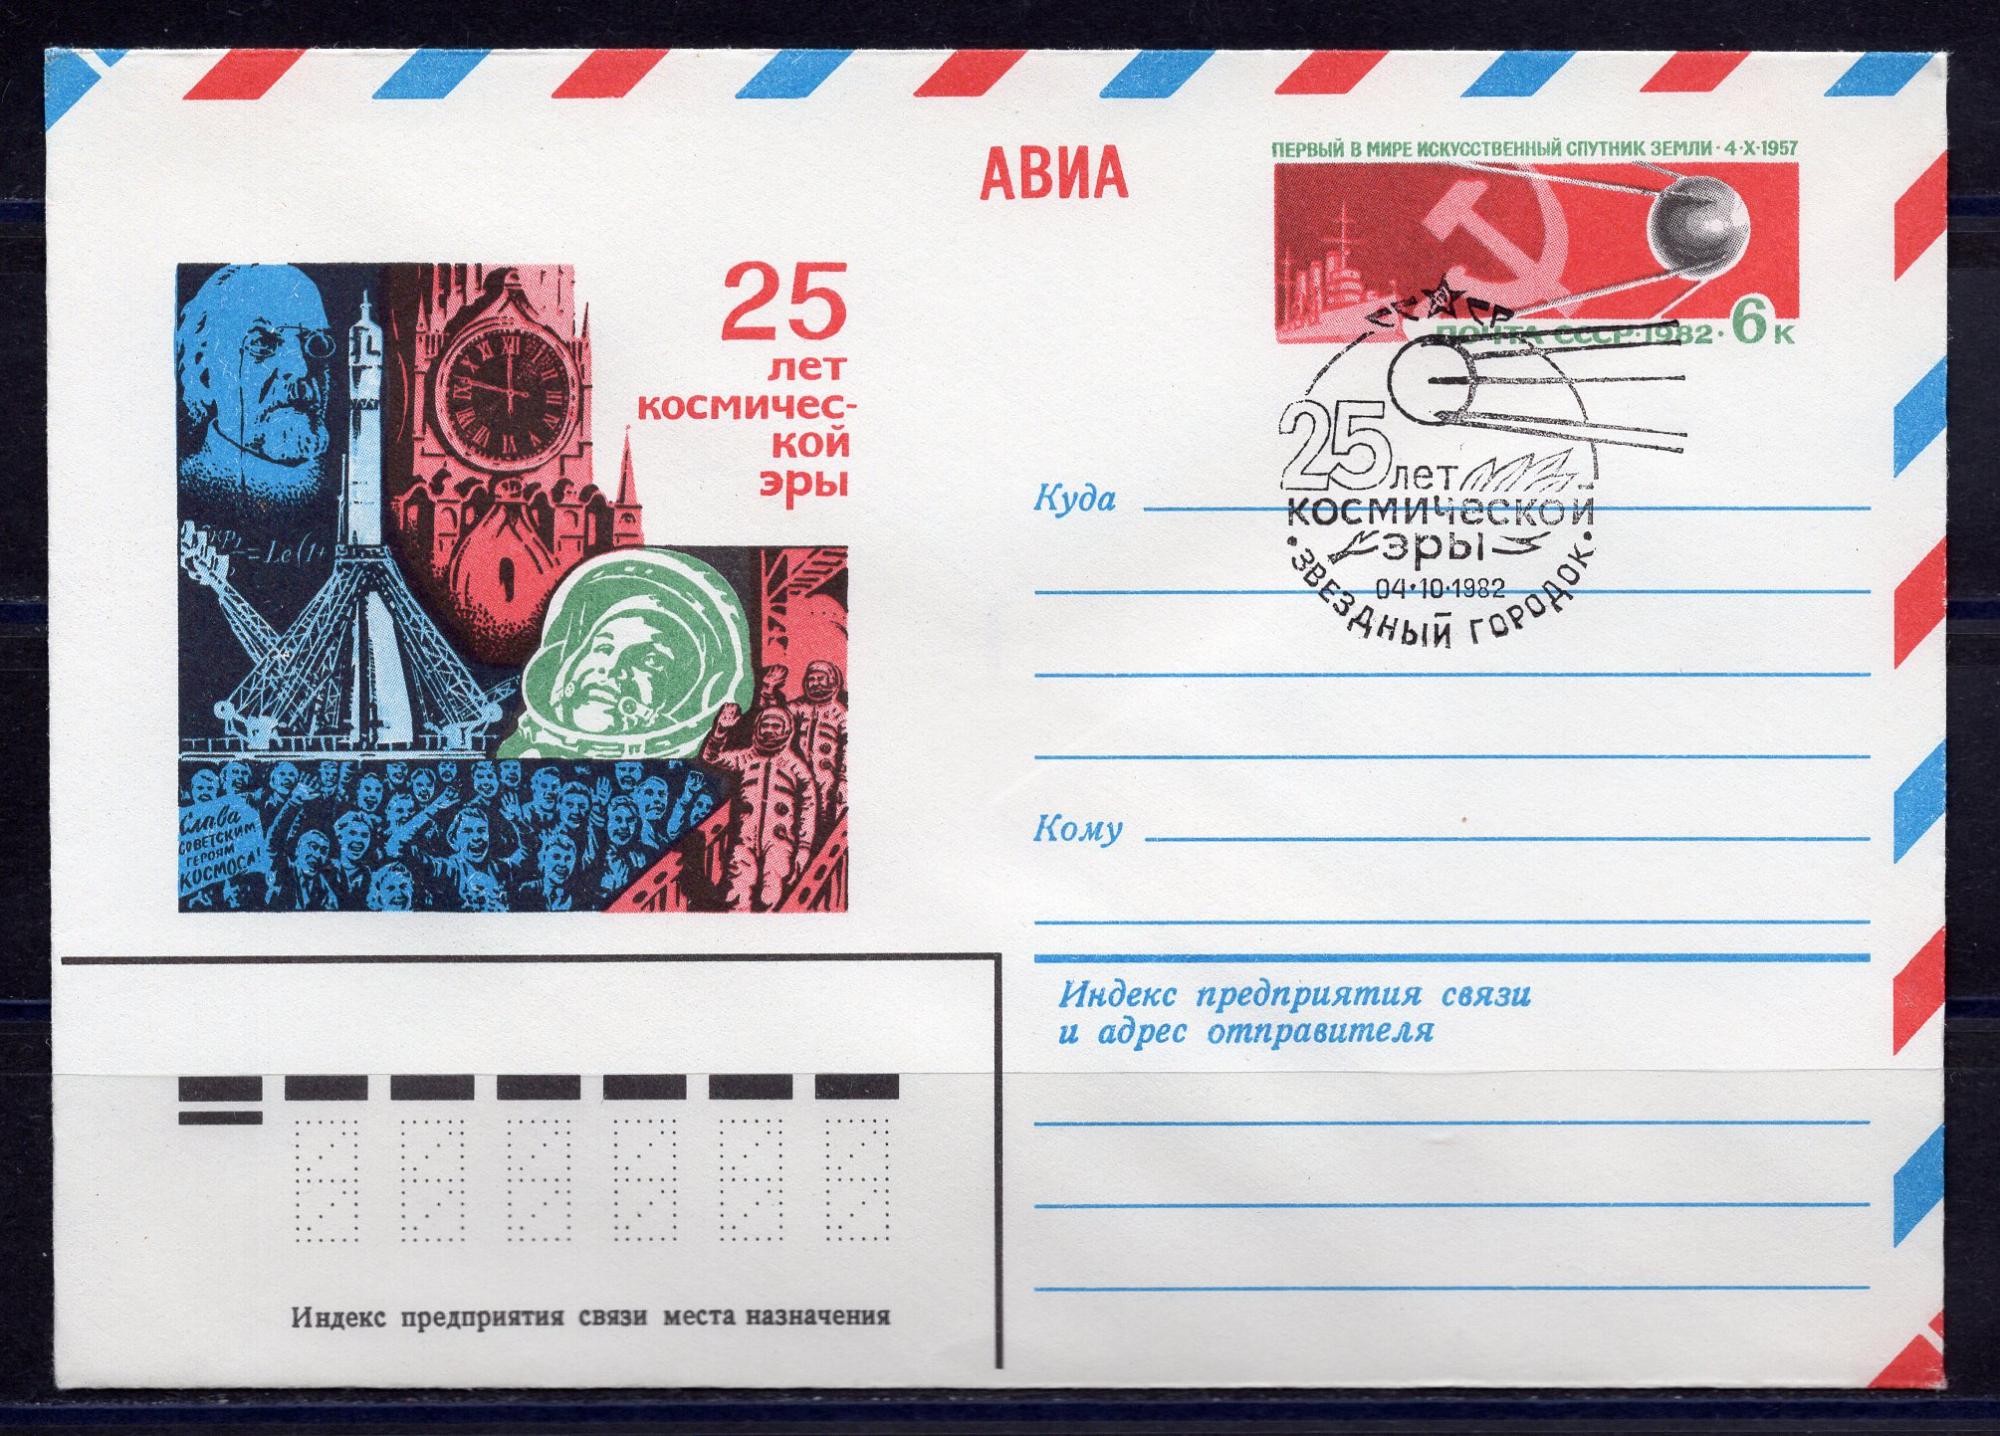 АВИА
ПЕРВЫЙ В МИРЕ ИСКУССТВЕННЫЙ СПУТНИК ЗЕМЛИ · 4·X·1957
ПОЧТА СССР·1982·6к
25
лет
космичес-
кой
эры
Слава
советским
героям
космоса!
СССР
25 лет
космической
эры
04·10·1982
·ЗВЕЗДНЫЙ ГОРОДОК·
Куда
Кому
Индекс предприятия связи
и адрес отправителя
Индекс предприятия связи места назначения